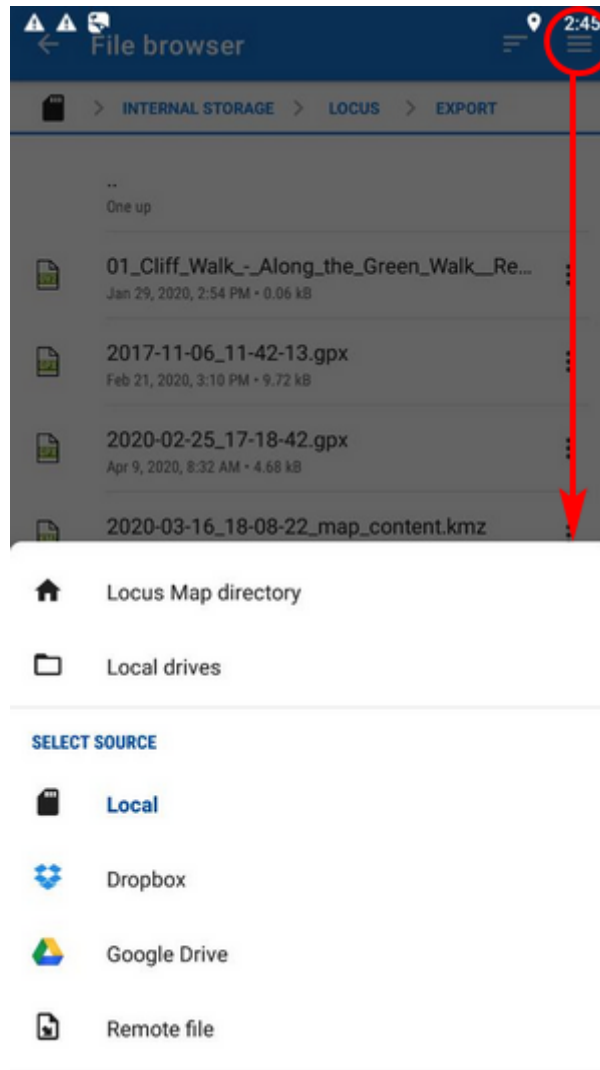 2:45
File browser
> INTERNAL STORAGE > LOCUS > EXPORT
..
One up
01_Cliff_Walk_-_Along_the_Green_Walk__Re...
Jan 29, 2020, 2:54 PM • 0.06 kB
2017-11-06_11-42-13.gpx
Feb 21, 2020, 3:10 PM • 9.72 kB
2020-02-25_17-18-42.gpx
Apr 9, 2020, 8:32 AM • 4.68 kB
2020-03-16_18-08-22_map_content.kmz
Locus Map directory
Local drives
SELECT SOURCE
Local
Dropbox
Google Drive
Remote file